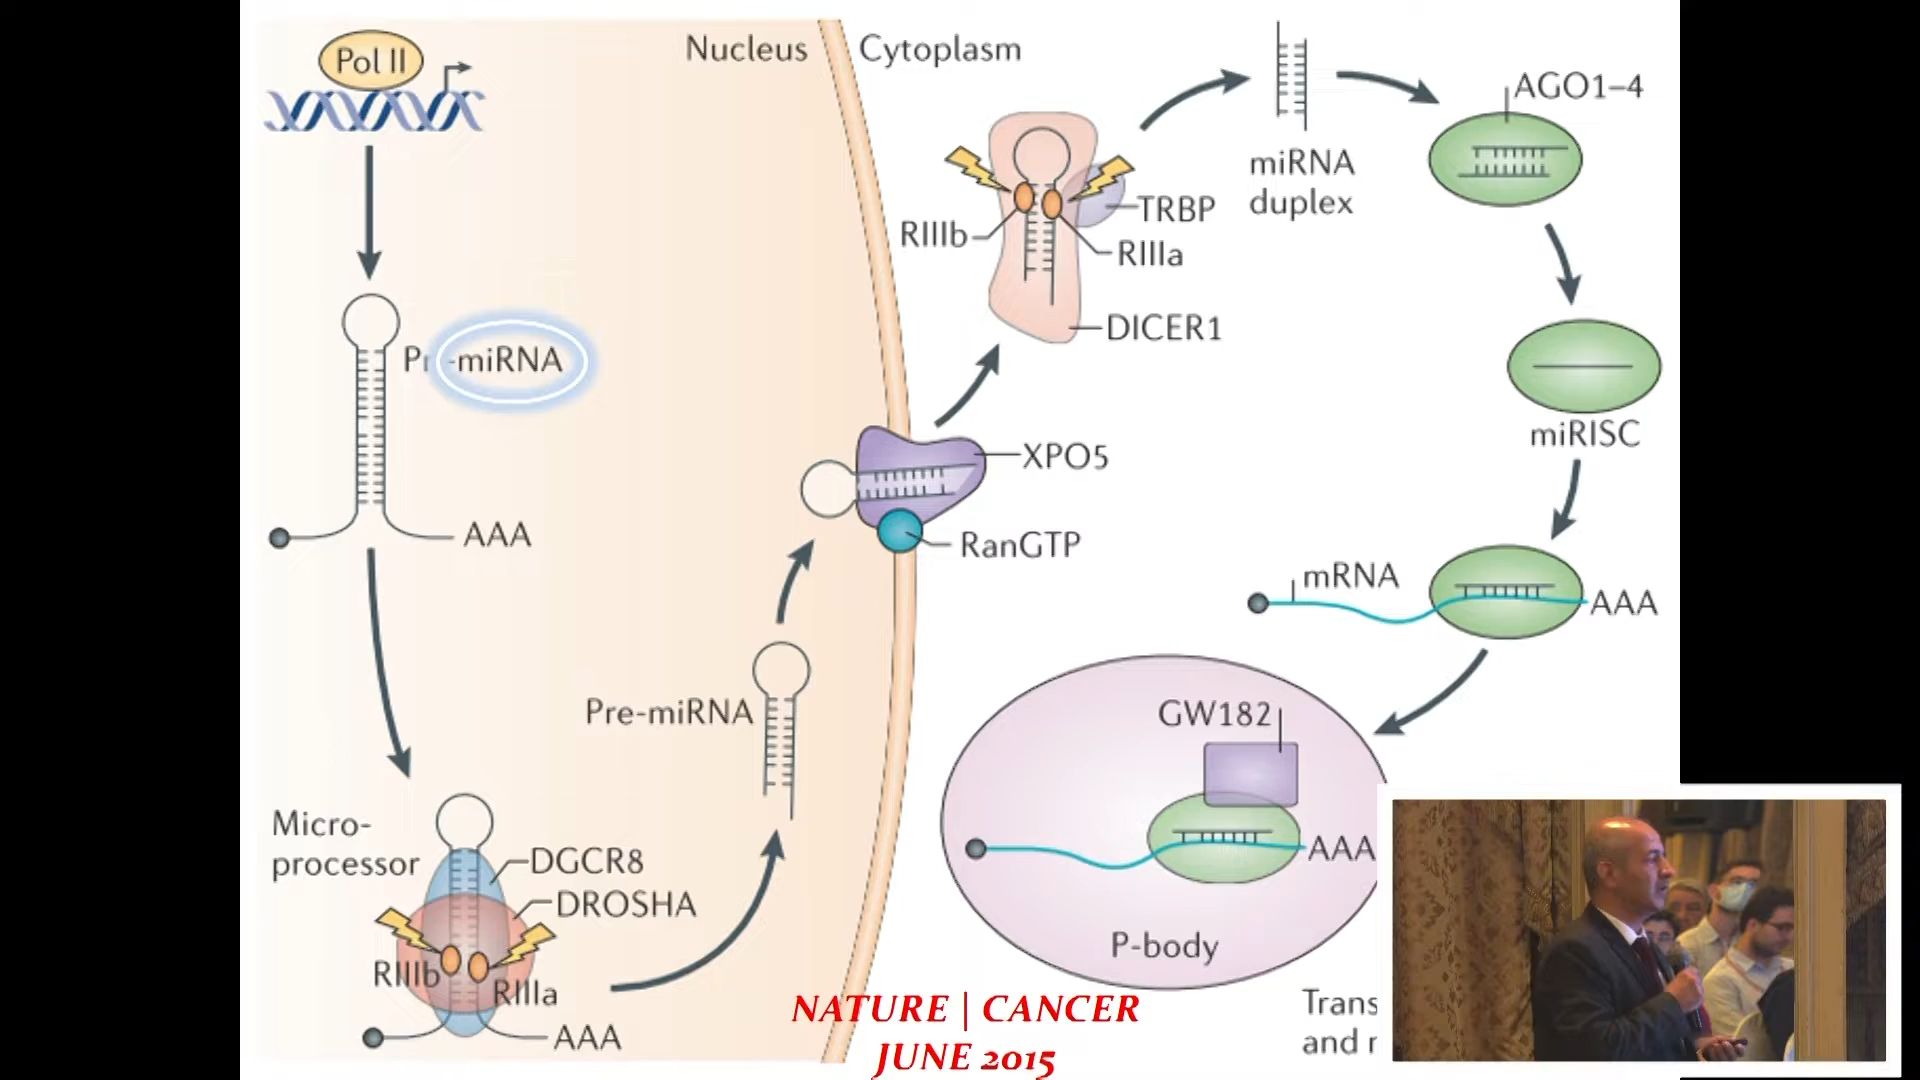 Pol II
Nucleus
Cytoplasm
-miRNA
AAA
Micro-
processor
DGCR8
DROSHA
RIIIb
RIIIa
AAA
Pre-miRNA
XPO5
RanGTP
RIIIb
TRBP
RIIIa
DICER1
miRNA
duplex
AGO1–4
miRISC
mRNA
AAA
GW182
AAA
P-body
NATURE | CANCER
JUNE 2015
and